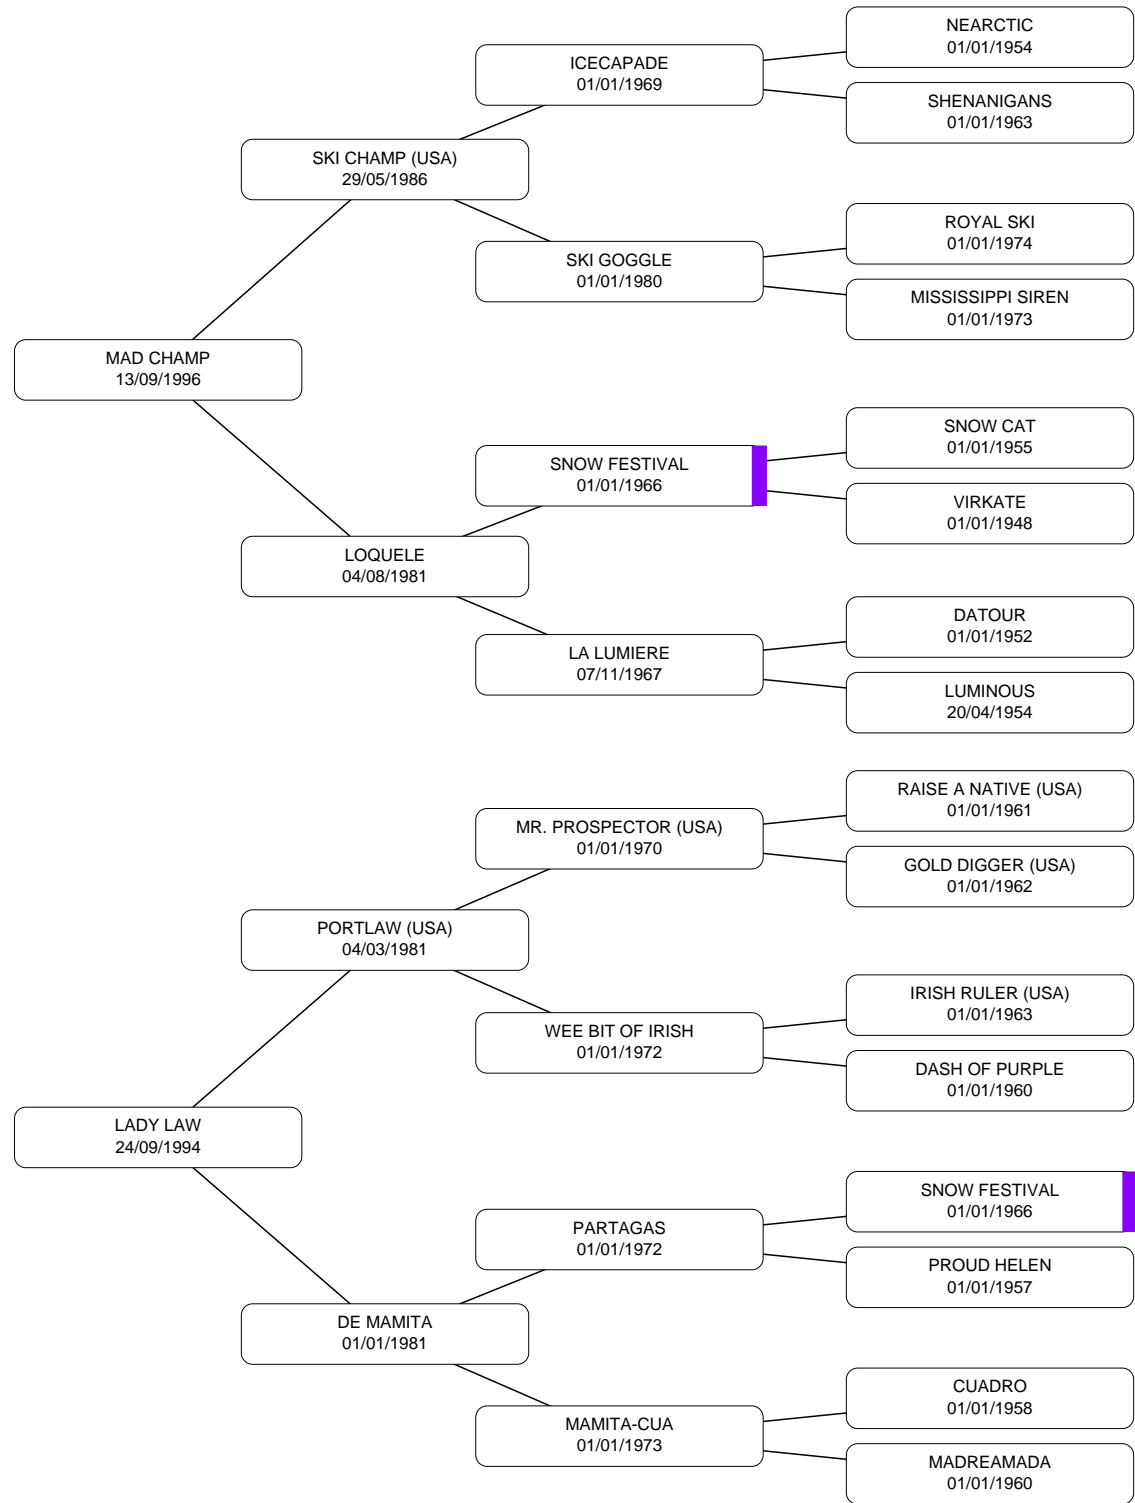 NEARCTIC
01/01/1954
ICECAPADE
01/01/1969
SHENANIGANS
01/01/1963
SKI CHAMP (USA)
29/05/1986
ROYAL SKI
01/01/1974
SKI GOGGLE
01/01/1980
MISSISSIPPI SIREN
01/01/1973
MAD CHAMP
13/09/1996
SNOW CAT
01/01/1955
SNOW FESTIVAL
01/01/1966
VIRKATE
01/01/1948
LOQUELE
04/08/1981
DATOUR
01/01/1952
LA LUMIERE
07/11/1967
LUMINOUS
20/04/1954
RAISE A NATIVE (USA)
01/01/1961
MR. PROSPECTOR (USA)
01/01/1970
GOLD DIGGER (USA)
01/01/1962
PORTLAW (USA)
04/03/1981
IRISH RULER (USA)
01/01/1963
WEE BIT OF IRISH
01/01/1972
DASH OF PURPLE
01/01/1960
LADY LAW
24/09/1994
SNOW FESTIVAL
01/01/1966
PARTAGAS
01/01/1972
PROUD HELEN
01/01/1957
DE MAMITA
01/01/1981
CUADRO
01/01/1958
MAMITA-CUA
01/01/1973
MADREAMADA
01/01/1960